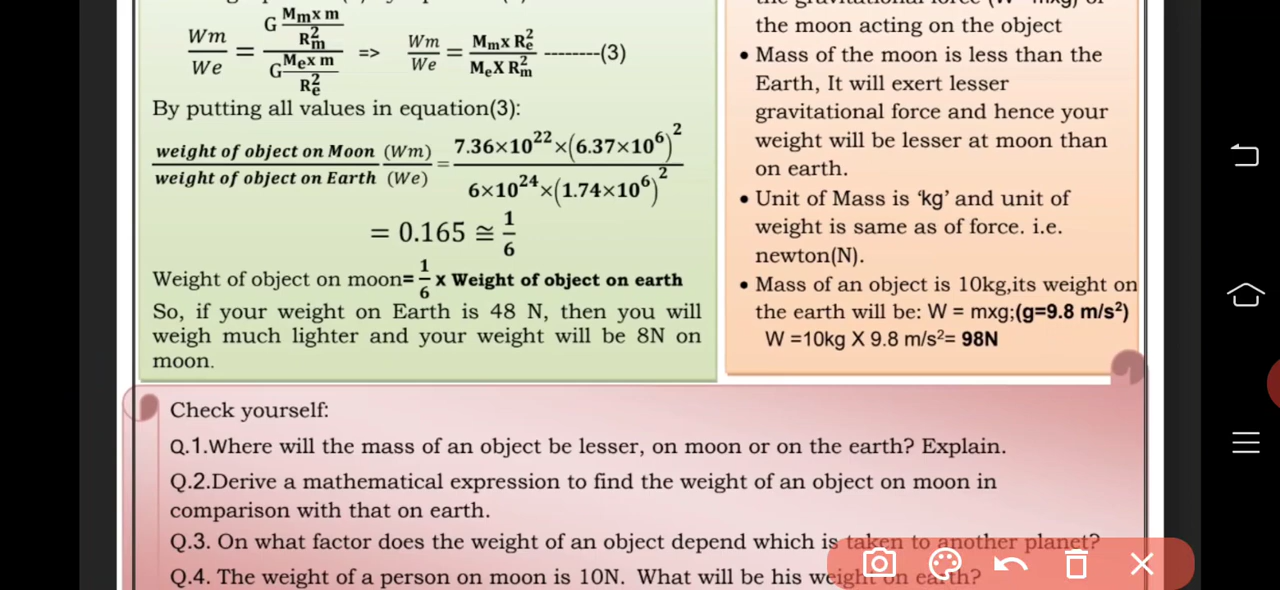 Wm/We = G Mmx m/R²m / G Mex m/R²e => Wm/We = Mmx R²e / MeX R²m --------(3)
By putting all values in equation(3):
weight of object on Moon (Wm) / weight of object on Earth (We) = 7.36×10²²×(6.37×10⁶)² / 6×10²⁴×(1.74×10⁶)²
= 0.165 ≅ 1/6
Weight of object on moon= 1/6 x Weight of object on earth
So, if your weight on Earth is 48 N, then you will
weigh much lighter and your weight will be 8N on
moon.
the moon acting on the object
• Mass of the moon is less than the
Earth, It will exert lesser
gravitational force and hence your
weight will be lesser at moon than
on earth.
• Unit of Mass is ‘kg’ and unit of
weight is same as of force. i.e.
newton(N).
• Mass of an object is 10kg,its weight on
the earth will be: W = mxg;(g=9.8 m/s²)
W =10kg X 9.8 m/s²= 98N
Check yourself:
Q.1.Where will the mass of an object be lesser, on moon or on the earth? Explain.
Q.2.Derive a mathematical expression to find the weight of an object on moon in
comparison with that on earth.
Q.3. On what factor does the weight of an object depend which is taken to another planet?
Q.4. The weight of a person on moon is 10N. What will be his weight on earth?